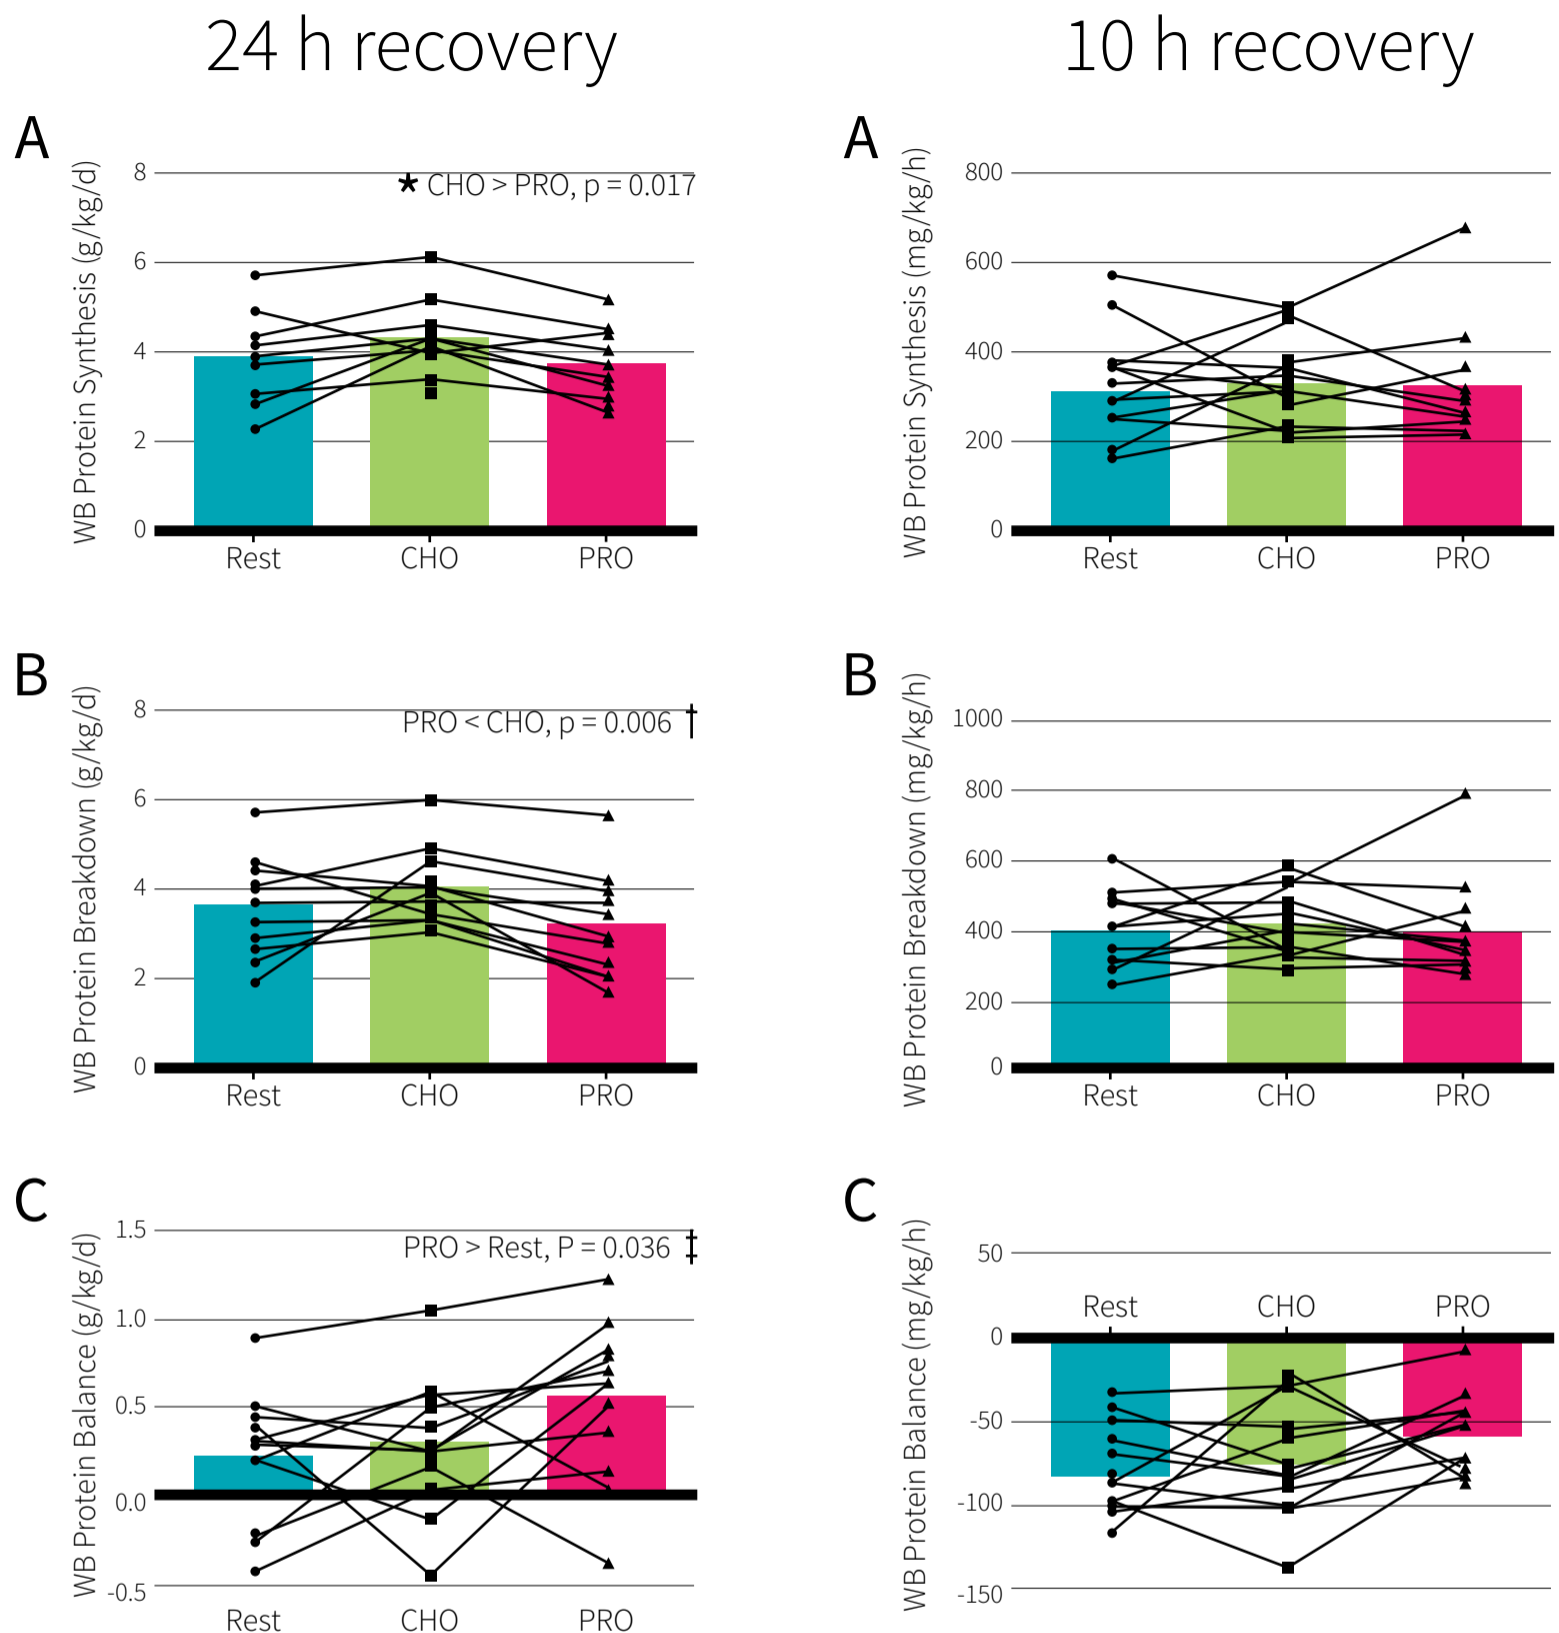 24 h recovery
10 h recovery
A
WB Protein Synthesis (g/kg/d)
8
6
4
2
0
★ CHO > PRO, p = 0.017
Rest CHO PRO
A
WB Protein Synthesis (mg/kg/h)
800
600
400
200
0
Rest CHO PRO
B
WB Protein Breakdown (g/kg/d)
8
6
4
2
0
PRO < CHO, p = 0.006 †
Rest CHO PRO
B
WB Protein Breakdown (mg/kg/h)
1000
800
600
400
200
0
Rest CHO PRO
C
WB Protein Balance (g/kg/d)
1.5
1.0
0.5
0.0
-0.5
PRO > Rest, P = 0.036 ‡
Rest CHO PRO
C
WB Protein Balance (mg/kg/h)
50
0
-50
-100
-150
Rest CHO PRO